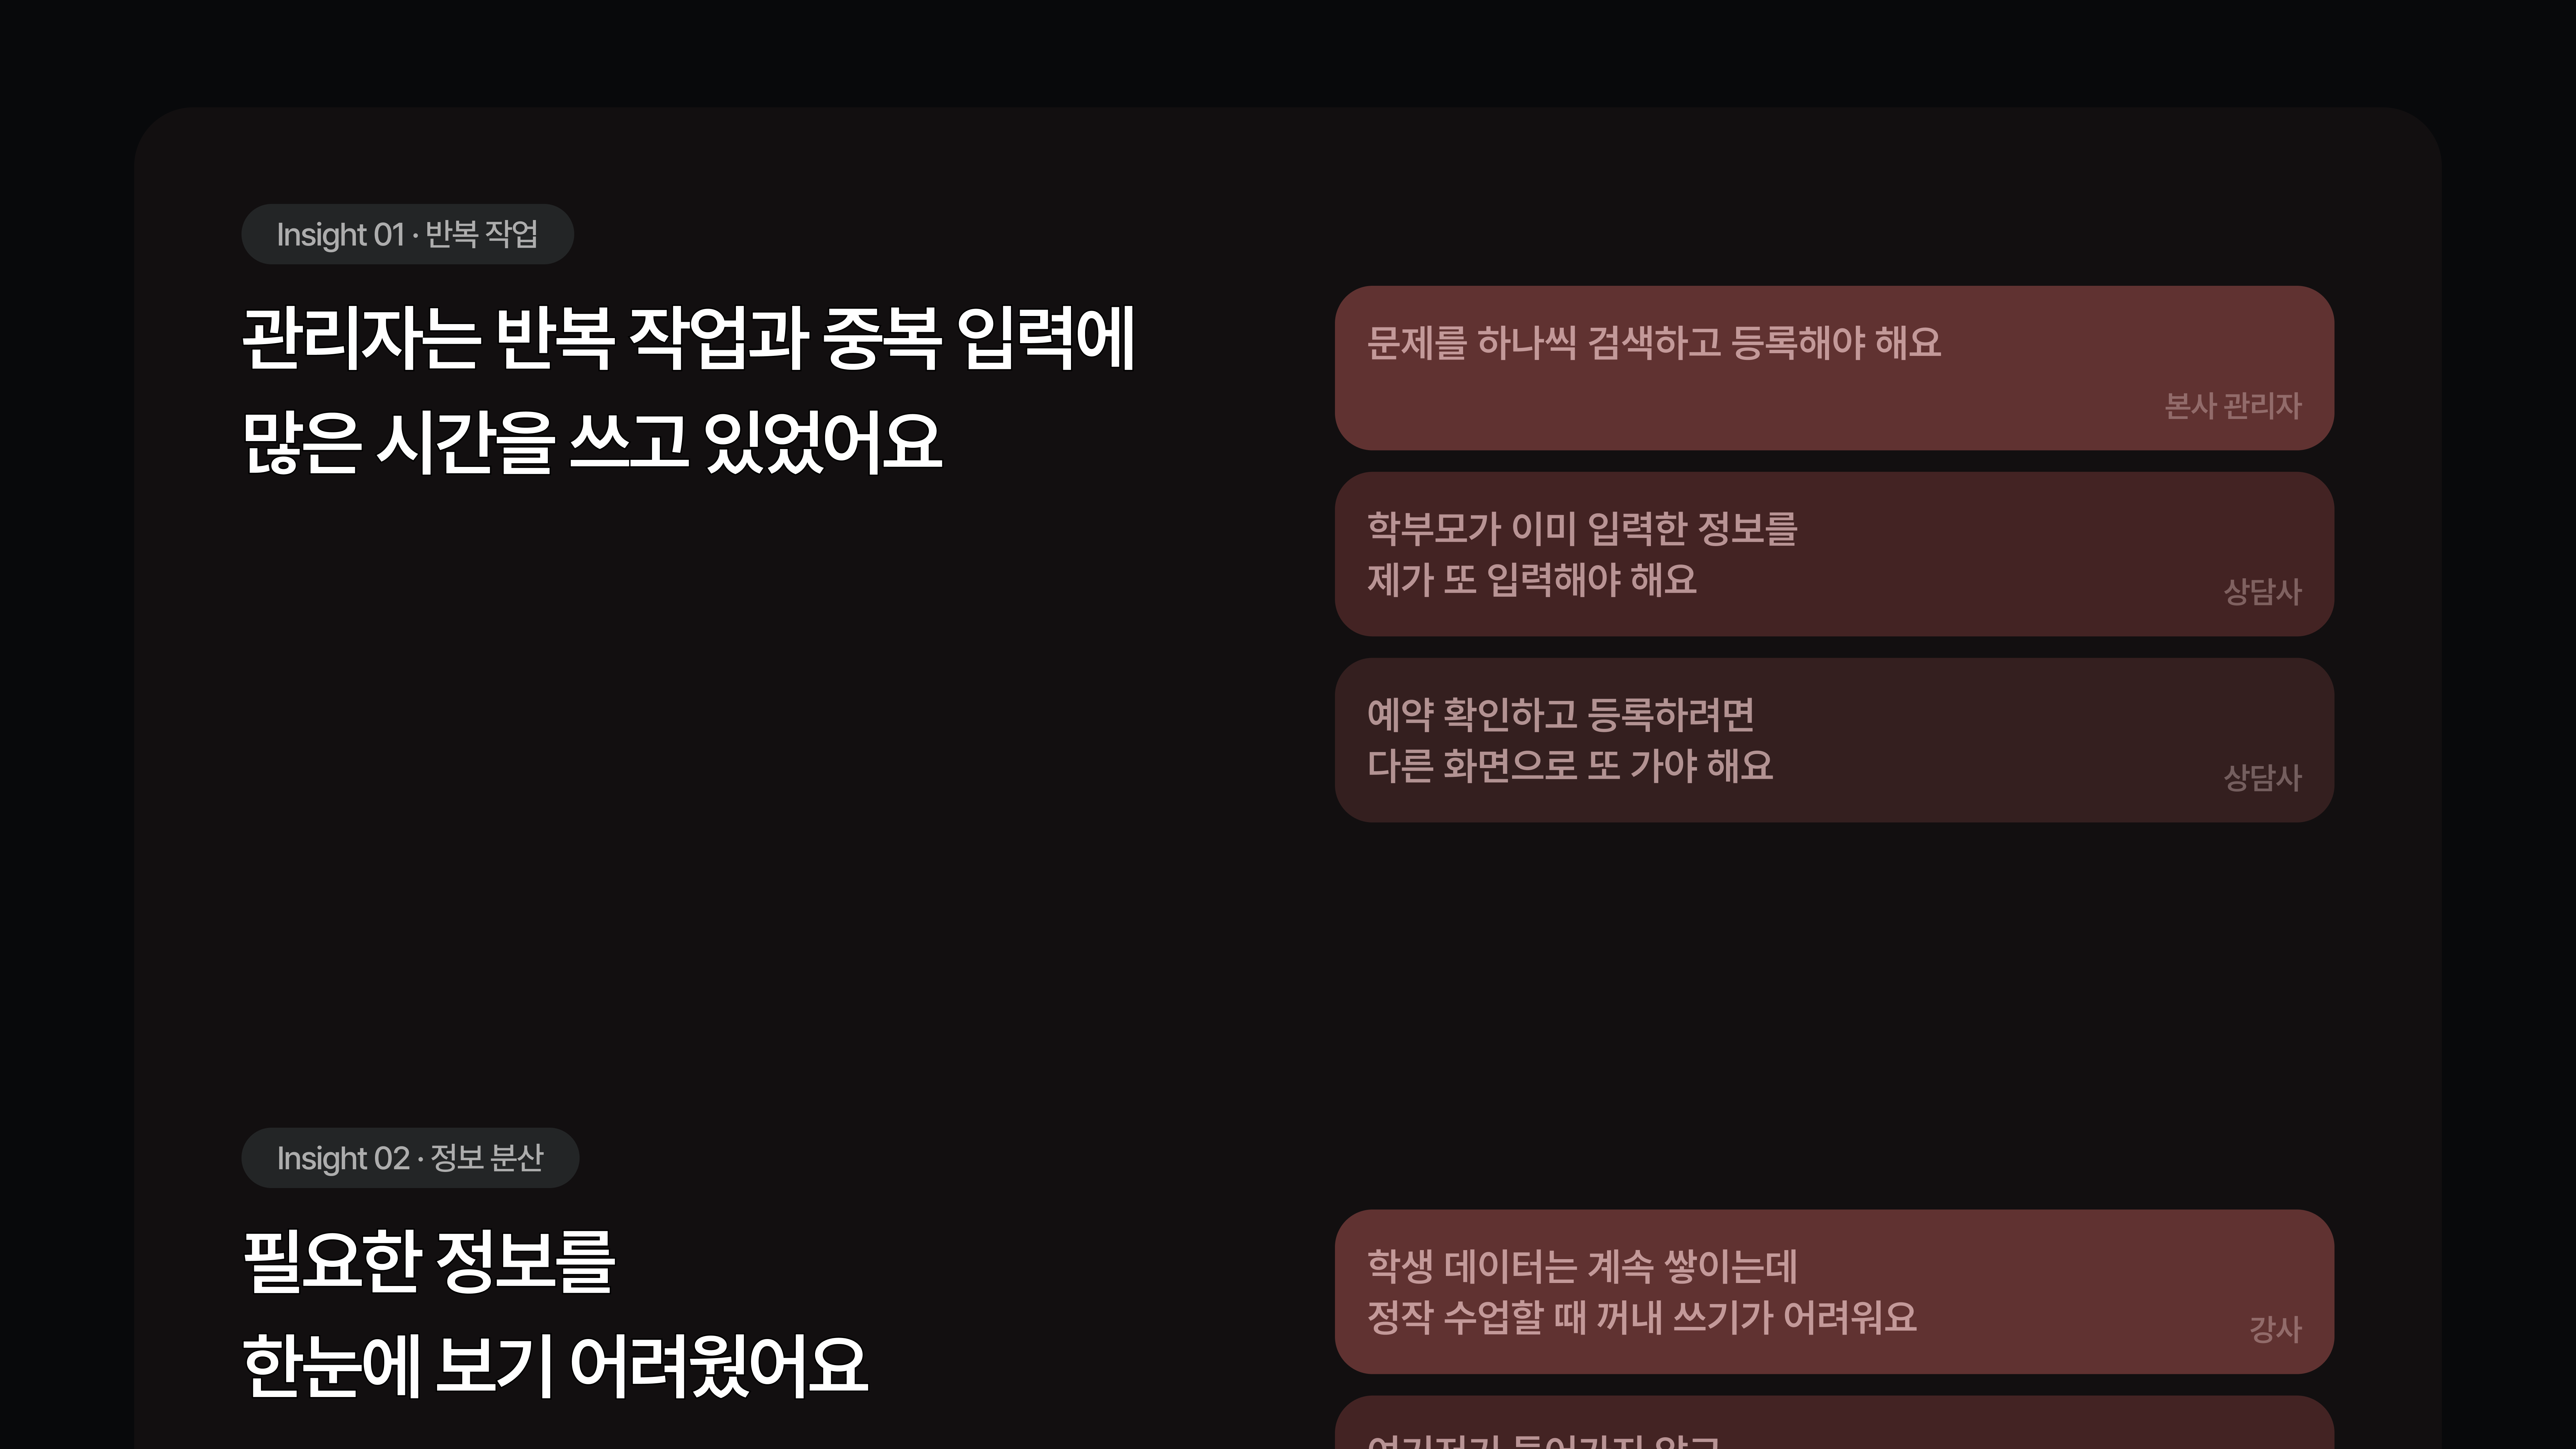 Insight 01 · 반복 작업
관리자는 반복 작업과 중복 입력에
많은 시간을 쓰고 있었어요
문제를 하나씩 검색하고 등록해야 해요
본사 관리자
학부모가 이미 입력한 정보를
제가 또 입력해야 해요
상담사
예약 확인하고 등록하려면
다른 화면으로 또 가야 해요
상담사
Insight 02 · 정보 분산
필요한 정보를
한눈에 보기 어려웠어요
학생 데이터는 계속 쌓이는데
정작 수업할 때 꺼내 쓰기가 어려워요
강사